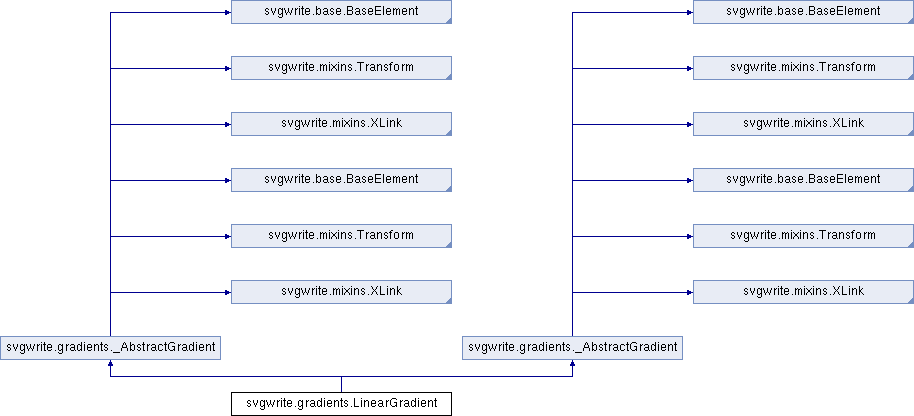 svgwrite.base.BaseElement svgwrite.base.BaseElement
svgwrite.mixins.Transform svgwrite.mixins.Transform
svgwrite.mixins.XLink svgwrite.mixins.XLink
svgwrite.base.BaseElement svgwrite.base.BaseElement
svgwrite.mixins.Transform svgwrite.mixins.Transform
svgwrite.mixins.XLink svgwrite.mixins.XLink
svgwrite.gradients._AbstractGradient svgwrite.gradients._AbstractGradient
svgwrite.gradients.LinearGradient